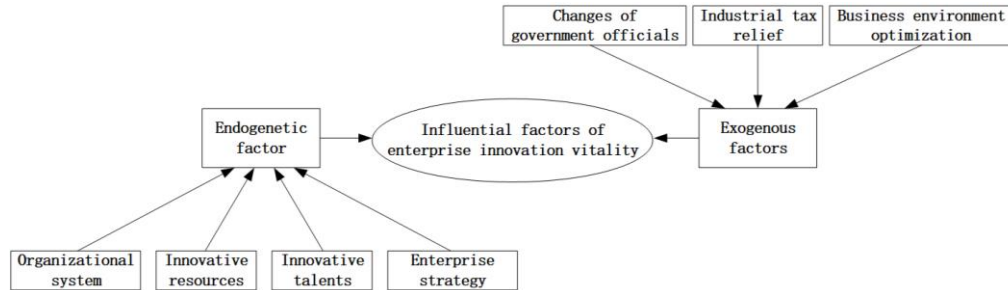 Changes of
government officials
Industrial tax
relief
Business environment
optimization
Endogenetic
factor
Influential factors of
enterprise innovation vitality
Exogenous
factors
Organizational
system
Innovative
resources
Innovative
talents
Enterprise
strategy